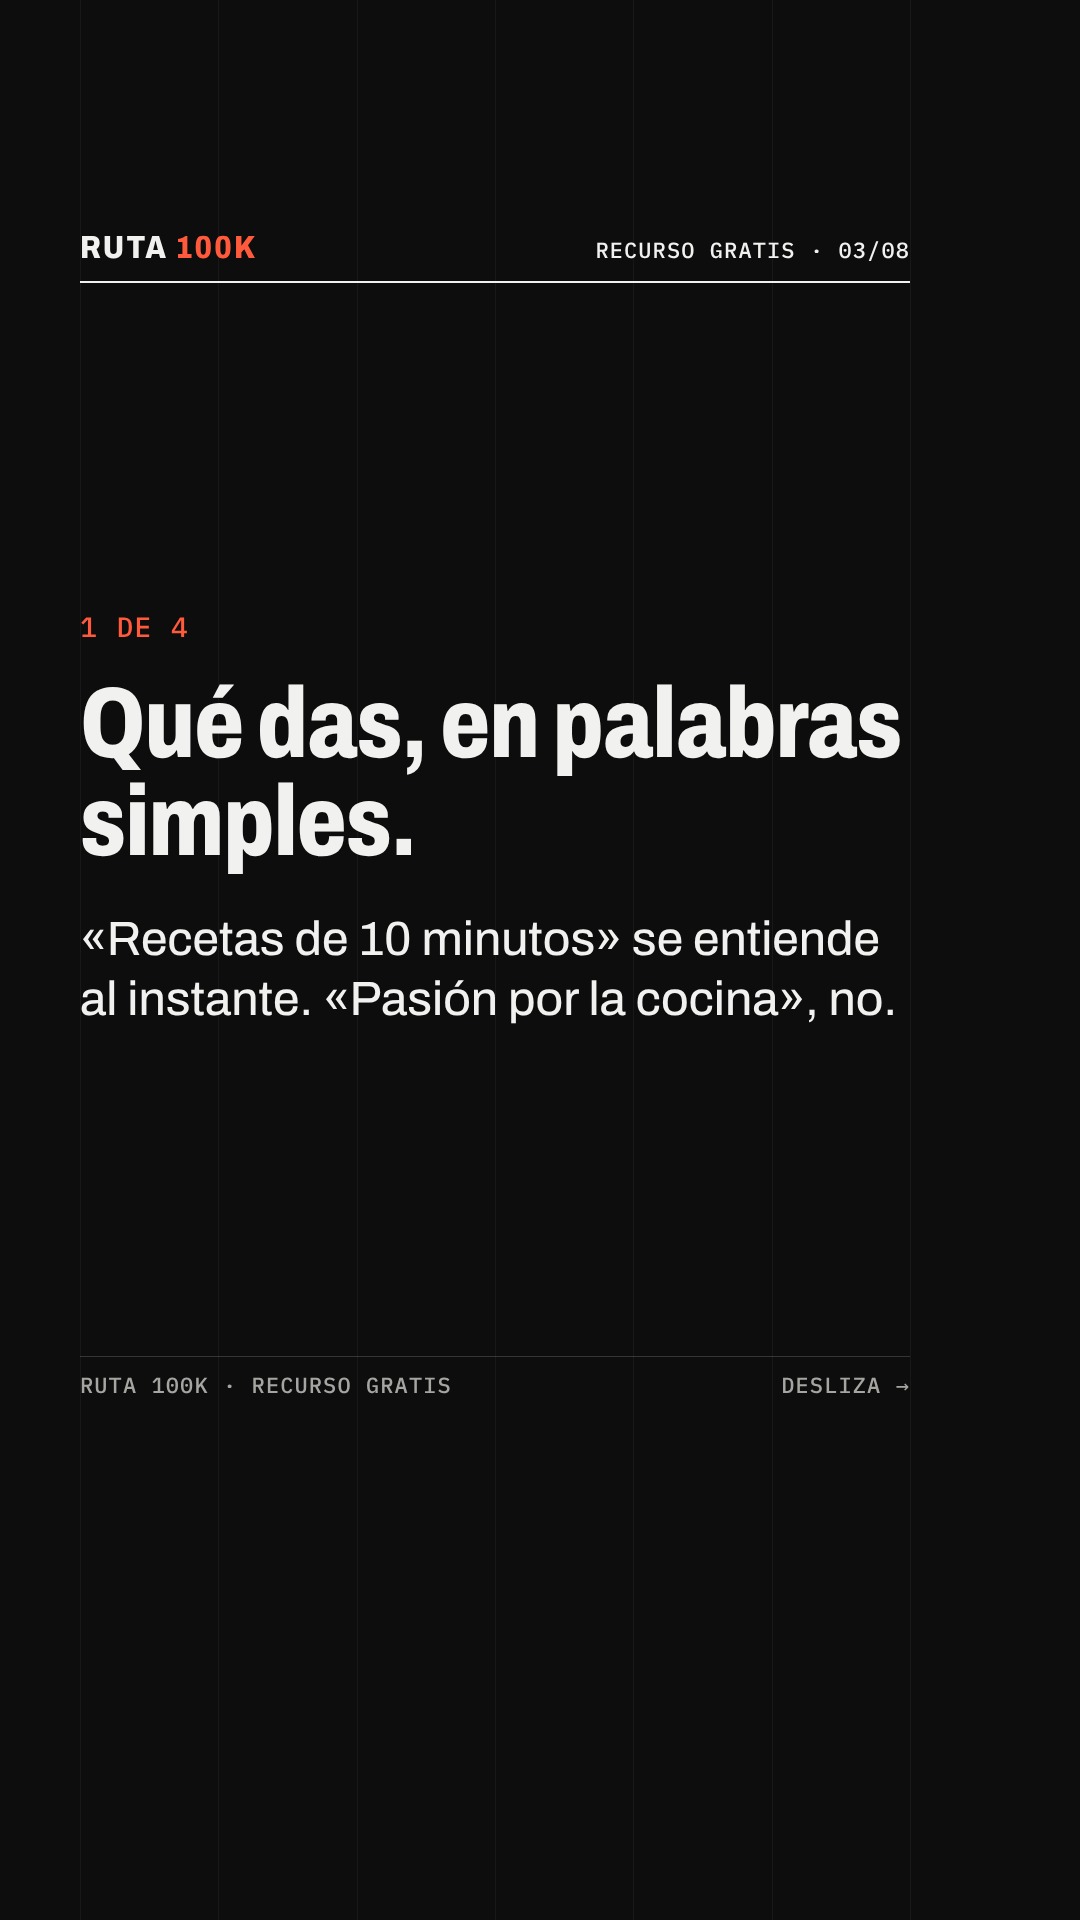 RUTA 100K
RECURSO GRATIS · 03/08
1 DE 4
Qué das, en palabras
simples.
«Recetas de 10 minutos» se entiende
al instante. «Pasión por la cocina», no.
RUTA 100K · RECURSO GRATIS
DESLIZA →